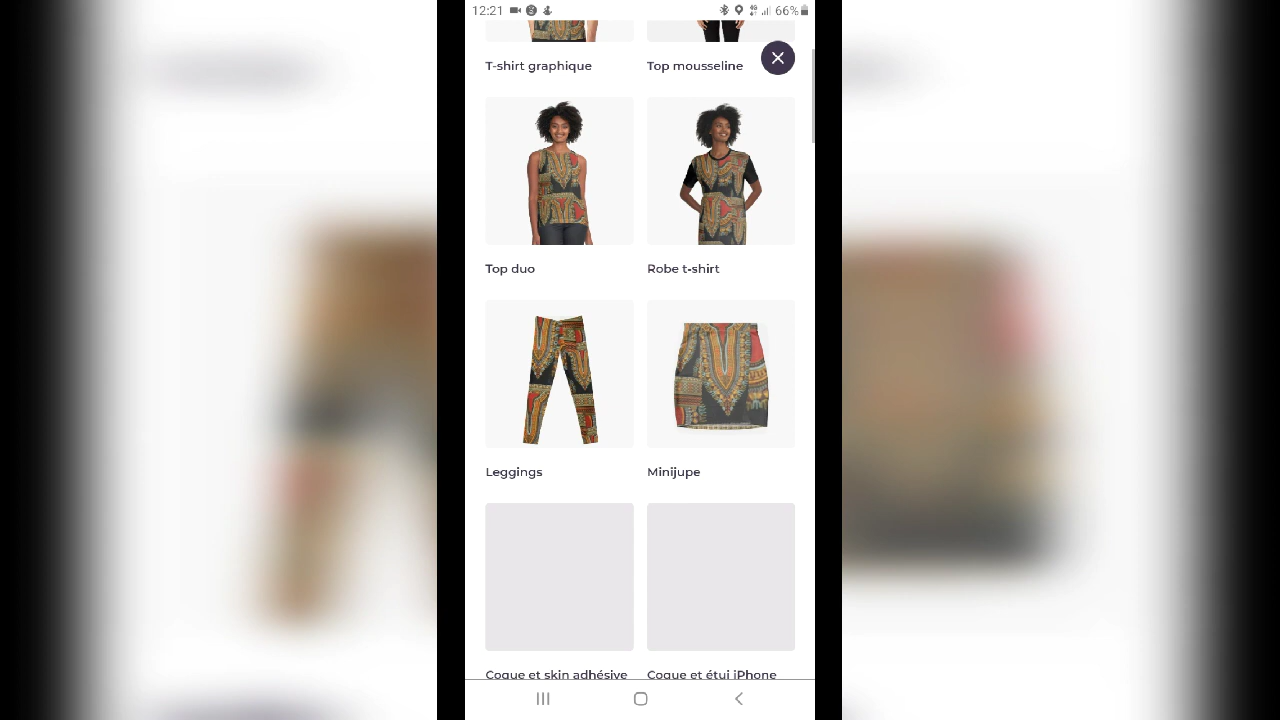 12:21 66%
T-shirt graphique Top mousseline
Top duo Robe t-shirt
Leggings Minijupe
Coque et skin adhésive Coque et étui iPhone